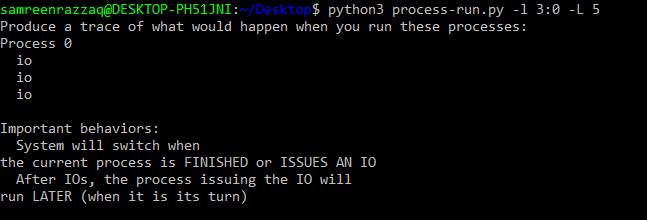 samreenrazzaq@DESKTOP-PH51JNI:~/Desktop$ python3 process-run.py -l 3:0 -L 5
Produce a trace of what would happen when you run these processes:
Process 0
  io
  io
  io

Important behaviors:
  System will switch when
the current process is FINISHED or ISSUES AN IO
  After IOs, the process issuing the IO will
run LATER (when it is its turn)